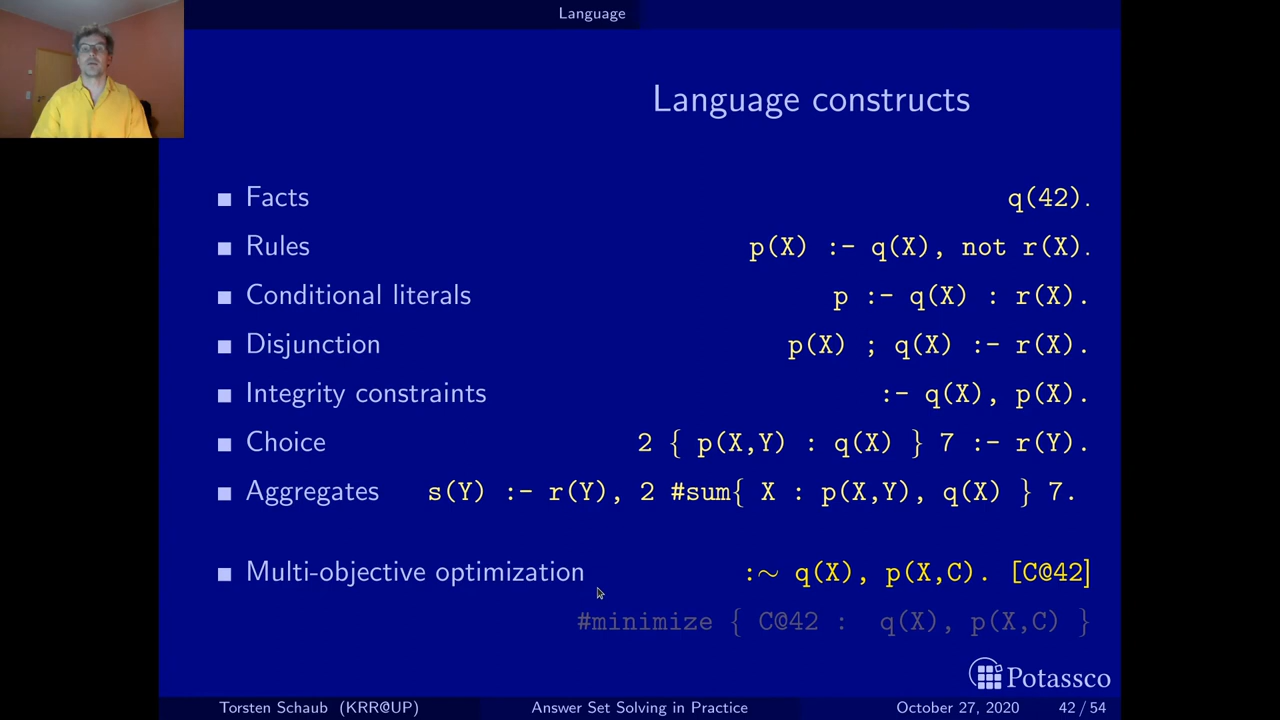 Language
Language constructs
Facts q(42).
Rules p(X) :- q(X), not r(X).
Conditional literals p :- q(X) : r(X).
Disjunction p(X) ; q(X) :- r(X).
Integrity constraints :- q(X), p(X).
Choice 2 { p(X,Y) : q(X) } 7 :- r(Y).
Aggregates s(Y) :- r(Y), 2 #sum{ X : p(X,Y), q(X) } 7.
Multi-objective optimization :∼ q(X), p(X,C). [C@42]
#minimize { C@42 : q(X), p(X,C) }
Potassco
Torsten Schaub (KRR@UP) Answer Set Solving in Practice October 27, 2020 42 / 54